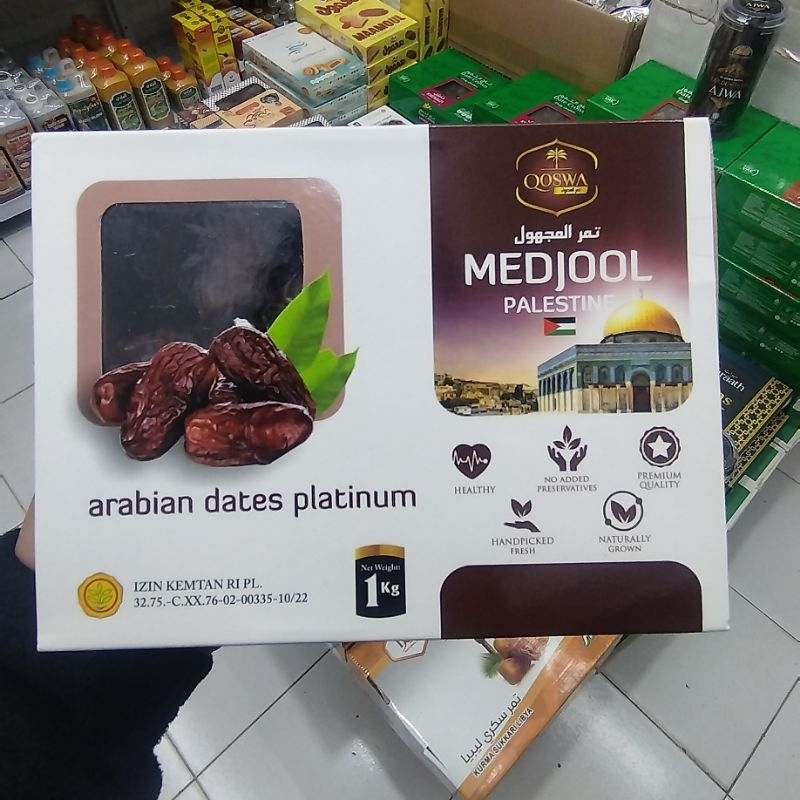 MAAMOUL
AJWA
QOSWA
تمر المجهول
MEDJOOL
PALESTINE
arabian dates platinum
HEALTHY
NO ADDED
PRESERVATIVES
PREMIUM
QUALITY
HANDPICKED
FRESH
NATURALLY
GROWN
IZIN KEMTAN RI PL.
32.75.-C.XX.76-02-00335-10/22
Net Weight:
1Kg
تمر سكري ليبيا
KURMA SUKKARI LIBYA